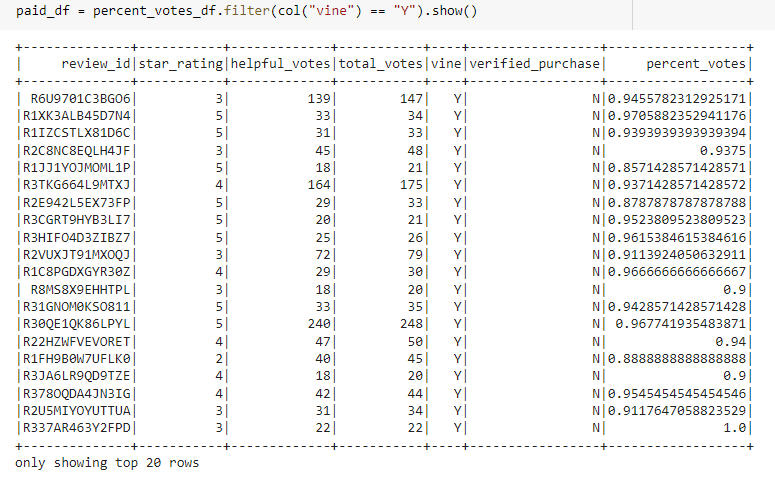 paid_df = percent_votes_df.filter(col("vine") == "Y").show()
+--------------+-----------+-------------+-----------+----+-----------------+------------------+
|     review_id|star_rating|helpful_votes|total_votes|vine|verified_purchase|     percent_votes|
+--------------+-----------+-------------+-----------+----+-----------------+------------------+
| R6U9701C3BGO6|          3|          139|        147|   Y|                N|0.9455782312925171|
|R1XK3ALB45D7N4|          5|           33|         34|   Y|                N|0.9705882352941176|
|R1IZCSTLX81D6C|          5|           31|         33|   Y|                N|0.9393939393939394|
|R2C8NC8EQLH4JF|          3|           45|         48|   Y|                N|            0.9375|
|R1JJ1YOJMOML1P|          5|           18|         21|   Y|                N|0.8571428571428571|
|R3TKG664L9MTXJ|          4|          164|        175|   Y|                N|0.9371428571428572|
|R2E942L5EX73FP|          5|           29|         33|   Y|                N|0.8787878787878788|
|R3CGRT9HYB3LI7|          5|           20|         21|   Y|                N|0.9523809523809523|
|R3HIFO4D3ZIBZ7|          5|           25|         26|   Y|                N|0.9615384615384616|
|R2VUXJT91MXOQJ|          3|           72|         79|   Y|                N|0.9113924050632911|
|R1C8PGDXGYR30Z|          4|           29|         30|   Y|                N|0.9666666666666667|
| R8MS8X9EHHTPL|          3|           18|         20|   Y|                N|               0.9|
|R31GNOM0KSO811|          5|           33|         35|   Y|                N|0.9428571428571428|
|R30QE1QK86LPYL|          5|          240|        248|   Y|                N| 0.967741935483871|
|R22HZWFVEVORET|          4|           47|         50|   Y|                N|              0.94|
|R1FH9B0W7UFLK0|          2|           40|         45|   Y|                N|0.8888888888888888|
|R3JA6LR9QD9TZE|          4|           18|         20|   Y|                N|               0.9|
|R378OQDA4JN3IG|          4|           42|         44|   Y|                N|0.9545454545454546|
|R2U5MIYOYUTTUA|          3|           31|         34|   Y|                N|0.9117647058823529|
|R337AR463Y2FPD|          3|           22|         22|   Y|                N|               1.0|
+--------------+-----------+-------------+-----------+----+-----------------+------------------+
only showing top 20 rows